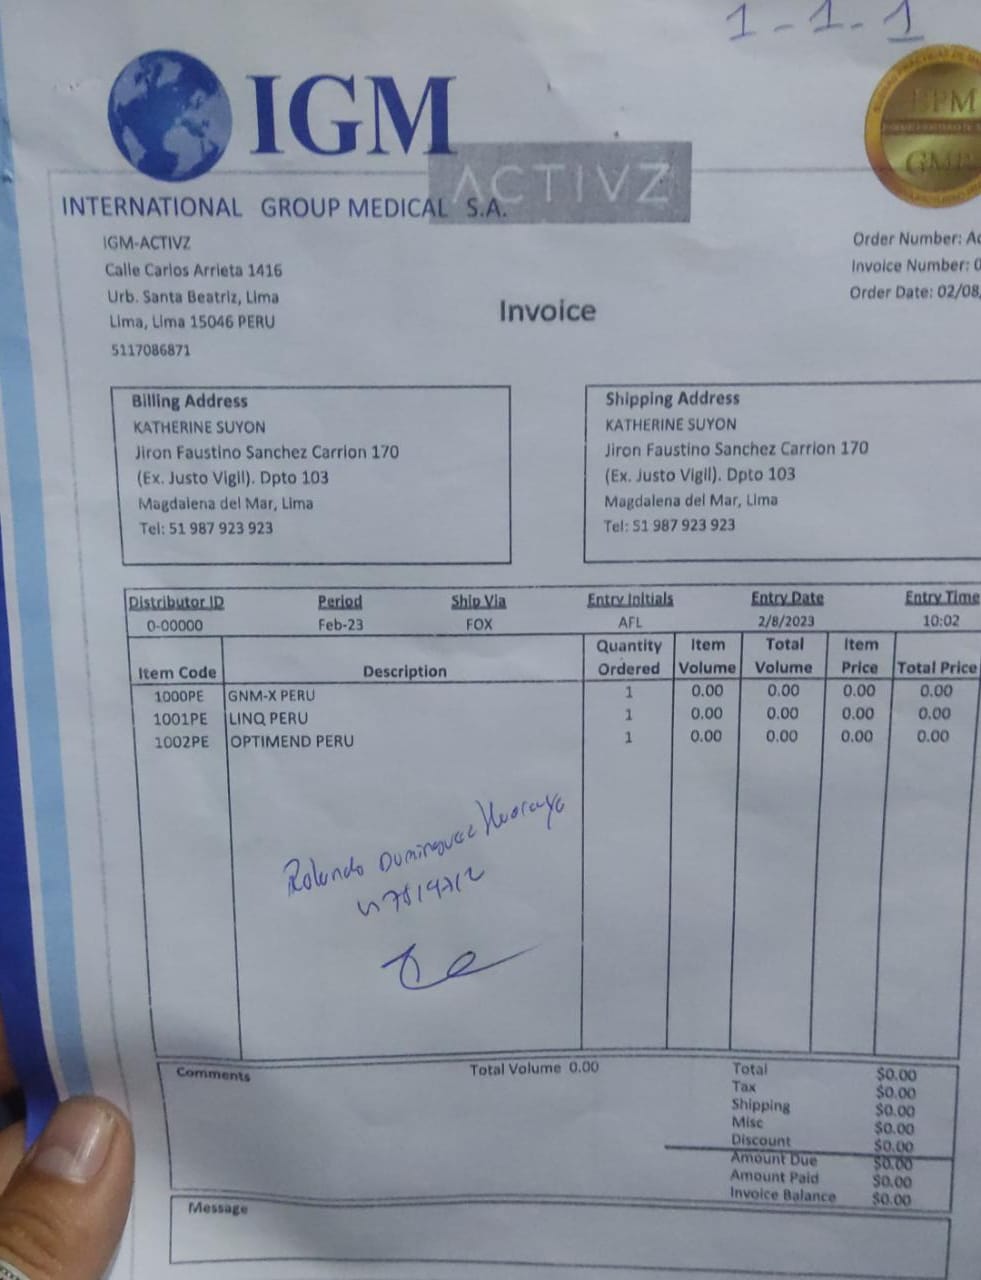 1-1-1
IGM
ACTIVZ
BPM
GMP
INTERNATIONAL GROUP MEDICAL S.A.
IGM-ACTIVZ
Calle Carlos Arrieta 1416
Urb. Santa Beatriz, Lima
Lima, Lima 15046 PERU
5117086871
Order Number:
Invoice Number: 0
Order Date: 02/08
Invoice
Billing Address
KATHERINE SUYON
Jiron Faustino Sanchez Carrion 170
(Ex. Justo Vigil). Dpto 103
Magdalena del Mar, Lima
Tel: 51 987 923 923
Shipping Address
KATHERINE SUYON
Jiron Faustino Sanchez Carrion 170
(Ex. Justo Vigil). Dpto 103
Magdalena del Mar, Lima
Tel: 51 987 923 923
Distributor ID Period Ship Via Entry Initials Entry Date Entry Time
0-00000 Feb-23 FOX AFL 2/8/2023 10:02
Item Code Description Quantity Ordered Item Volume Total Volume Item Price Total Price
1000PE GNM-X PERU 1 0.00 0.00 0.00 0.00
1001PE LINQ PERU 1 0.00 0.00 0.00 0.00
1002PE OPTIMEND PERU 1 0.00 0.00 0.00 0.00
Rolando Dominguez
Comments
Total Volume 0.00
Total $0.00
Tax $0.00
Shipping $0.00
Misc $0.00
Discount $0.00
Amount Due $0.00
Amount Paid $0.00
Invoice Balance $0.00
Message